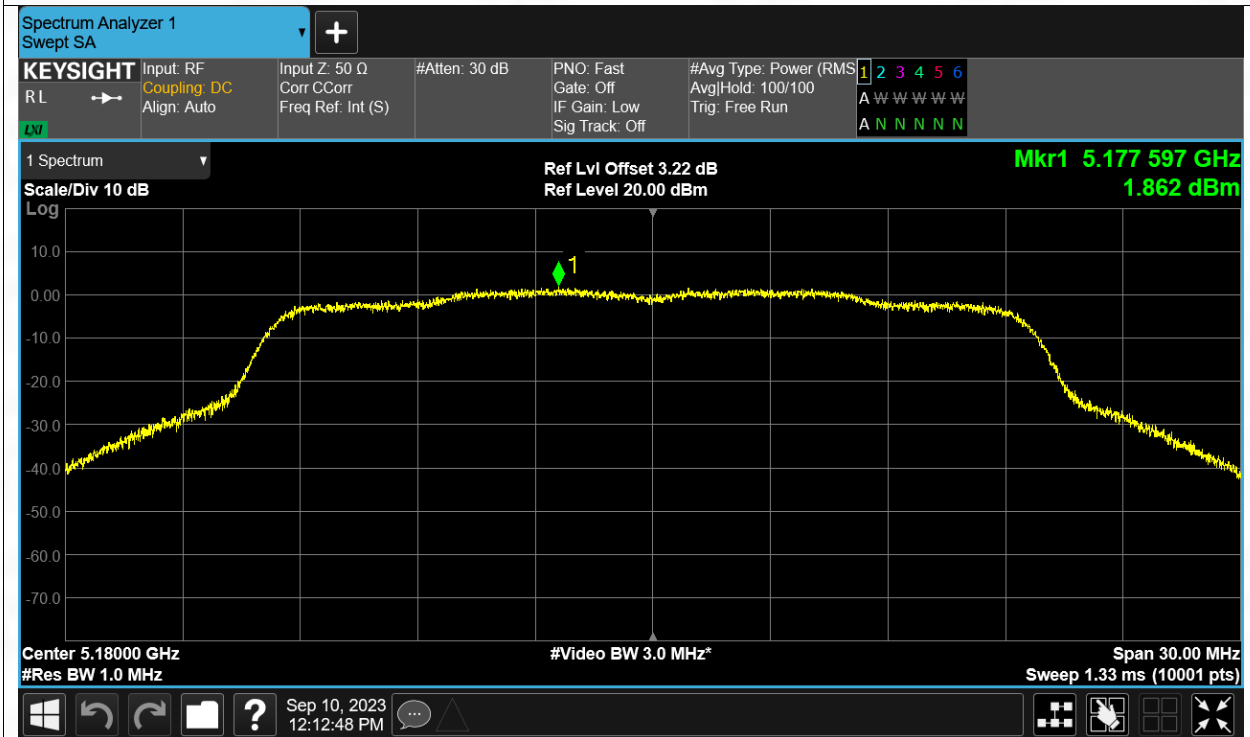 Spectrum Analyzer 1
Swept SA
+
KEYSIGHT
RL
LXI
Input: RF
Coupling: DC
Align: Auto
Input Z: 50 Ω
Corr CCorr
Freq Ref: Int (S)
#Atten: 30 dB
PNO: Fast
Gate: Off
IF Gain: Low
Sig Track: Off
#Avg Type: Power (RMS
Avg|Hold: 100/100
Trig: Free Run
1 2 3 4 5 6
A W W W W W
A N N N N N
1 Spectrum
Scale/Div 10 dB
Ref Lvl Offset 3.22 dB
Ref Level 20.00 dBm
Mkr1 5.177 597 GHz
1.862 dBm
Log
10.0
0.00
-10.0
-20.0
-30.0
-40.0
-50.0
-60.0
-70.0
1
Center 5.18000 GHz
#Res BW 1.0 MHz
#Video BW 3.0 MHz*
Span 30.00 MHz
Sweep 1.33 ms (10001 pts)
?
Sep 10, 2023
12:12:48 PM